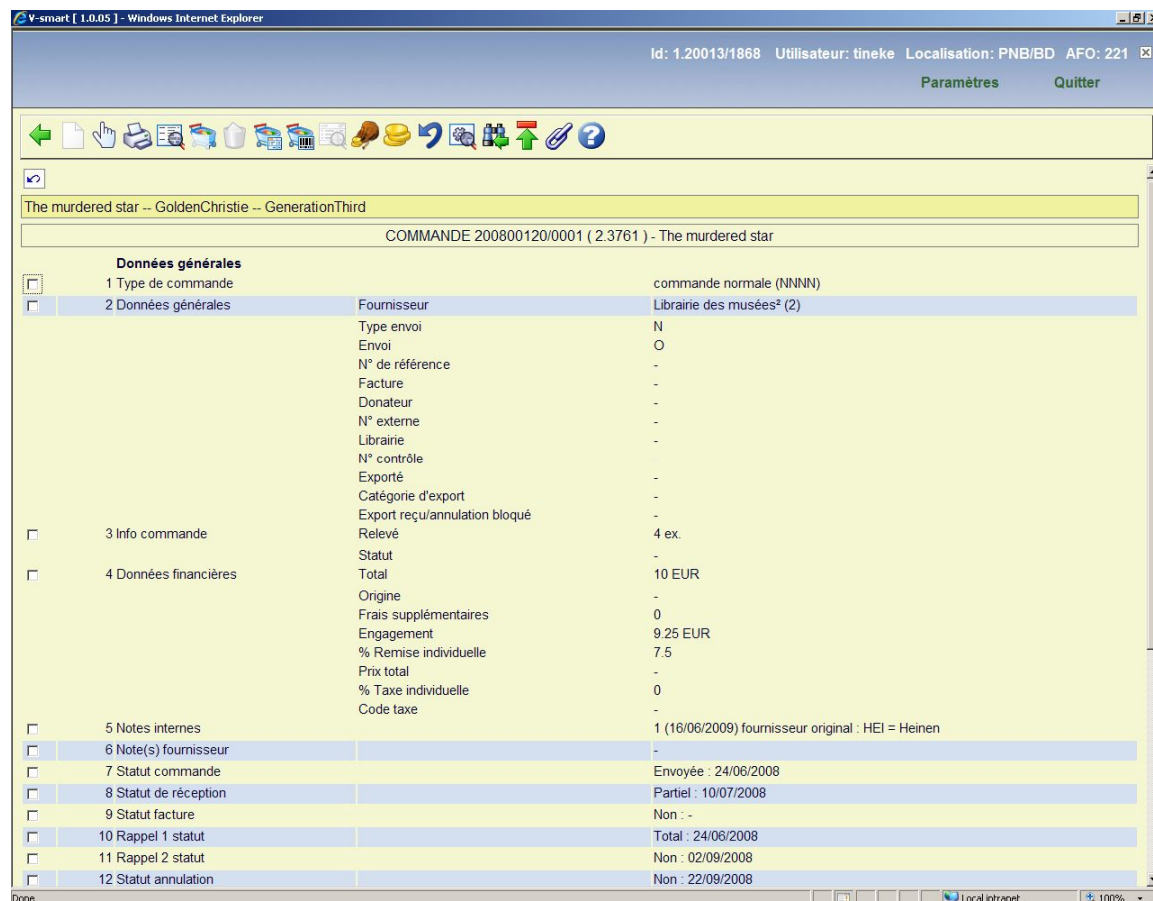 V-smart [ 1.0.05 ] - Windows Internet Explorer
Id: 1.20013/1868 Utilisateur: tineke Localisation: PNB/BD AFO: 221
Paramètres Quitter
The murdered star -- GoldenChristie -- GenerationThird
COMMANDE 200800120/0001 ( 2.3761 ) - The murdered star
Données générales
1 Type de commande commande normale (NNNN)
2 Données générales Fournisseur Librairie des musées² (2)
Type envoi N
Envoi O
N° de référence -
Facture -
Donateur -
N° externe -
Librairie -
N° contrôle
Exporté -
Catégorie d'export -
Export reçu/annulation bloqué -
3 Info commande Relevé 4 ex.
Statut -
4 Données financières Total 10 EUR
Origine -
Frais supplémentaires 0
Engagement 9.25 EUR
% Remise individuelle 7.5
Prix total -
% Taxe individuelle 0
Code taxe -
5 Notes internes 1 (16/06/2009) fournisseur original : HEI = Heinen
6 Note(s) fournisseur -
7 Statut commande Envoyée : 24/06/2008
8 Statut de réception Partiel : 10/07/2008
9 Statut facture Non : -
10 Rappel 1 statut Total : 24/06/2008
11 Rappel 2 statut Non : 02/09/2008
12 Statut annulation Non : 22/09/2008
Done Local intranet 100%